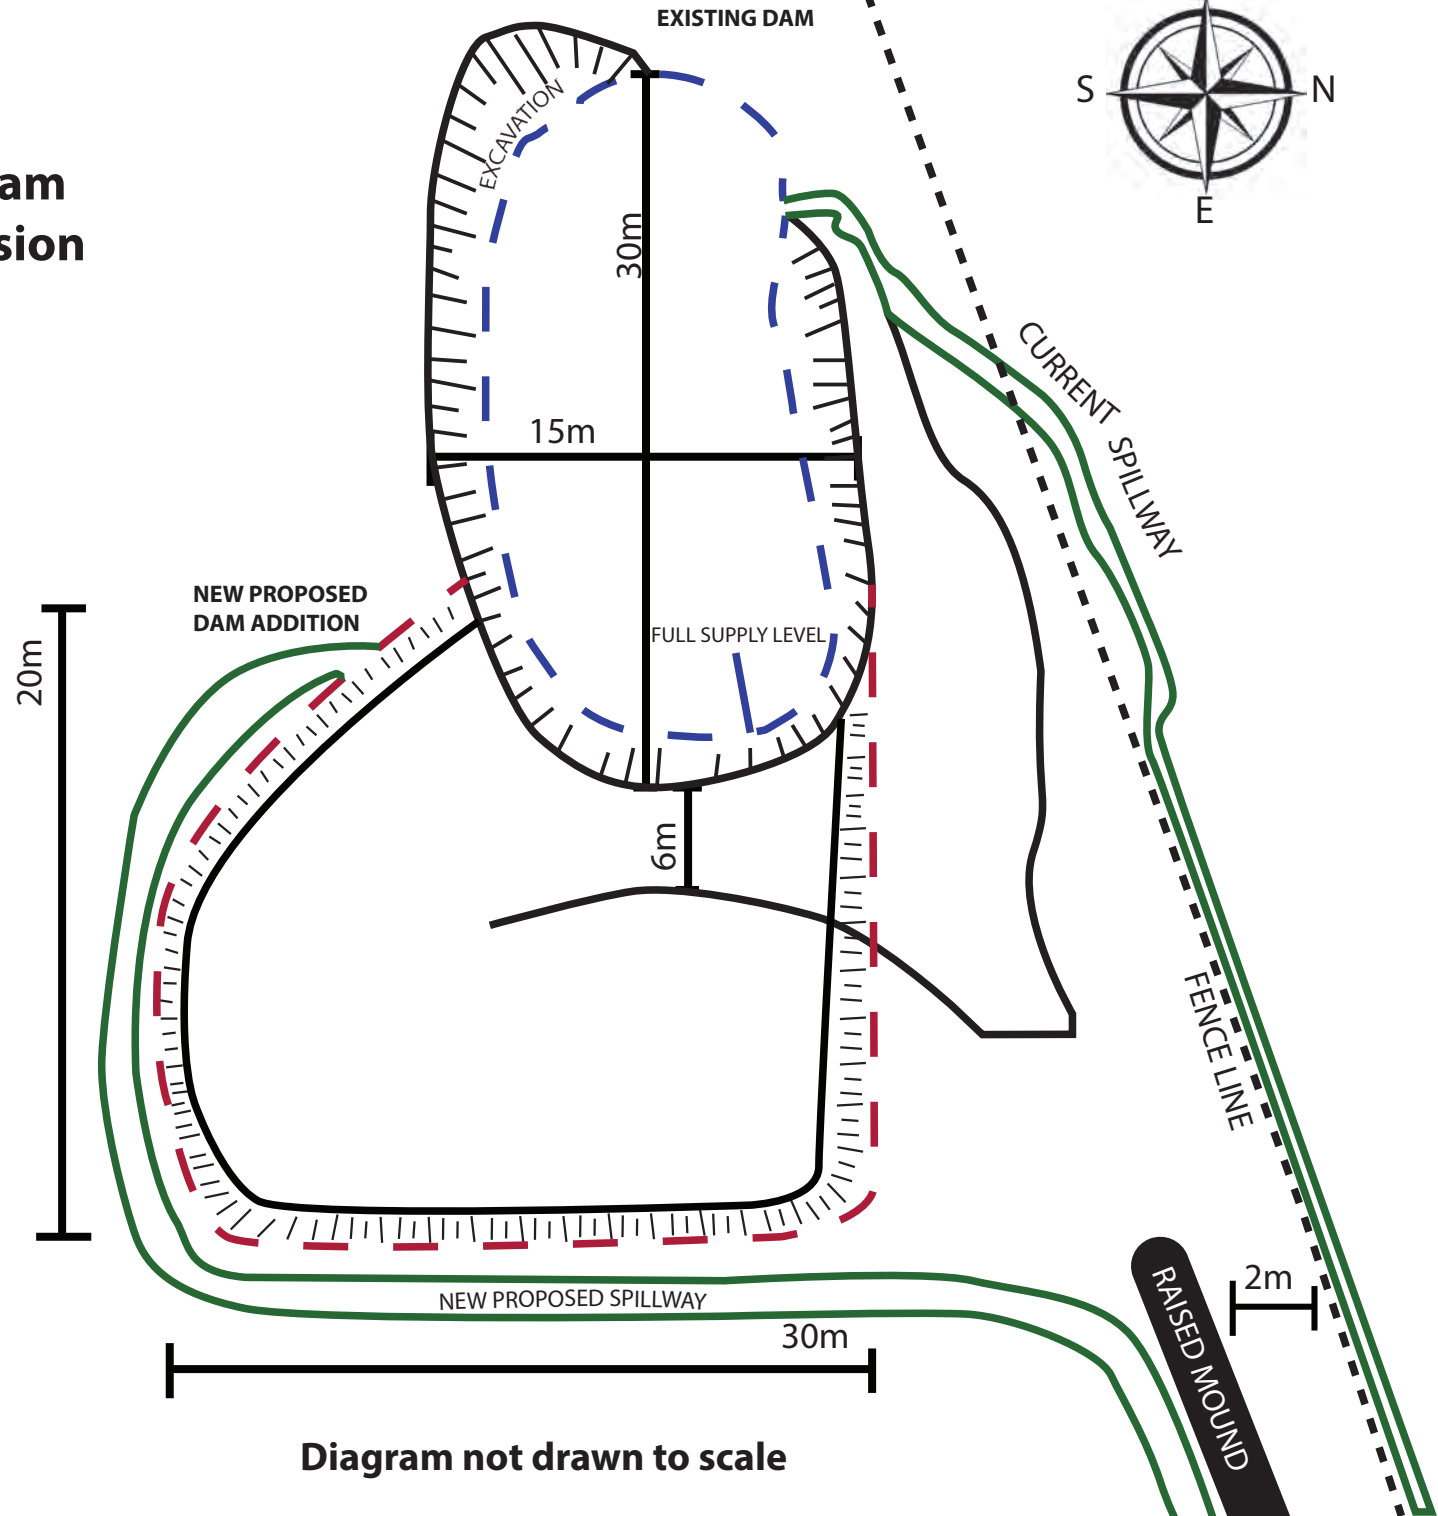 EXISTING DAM
S
N
E
am
sion
EXCAVATION
30m
CURRENT SPILLWAY
15m
NEW PROPOSED
DAM ADDITION
FULL SUPPLY LEVEL
20m
6m
FENCE LINE
RAISED MOUND
2m
NEW PROPOSED SPILLWAY
30m
Diagram not drawn to scale